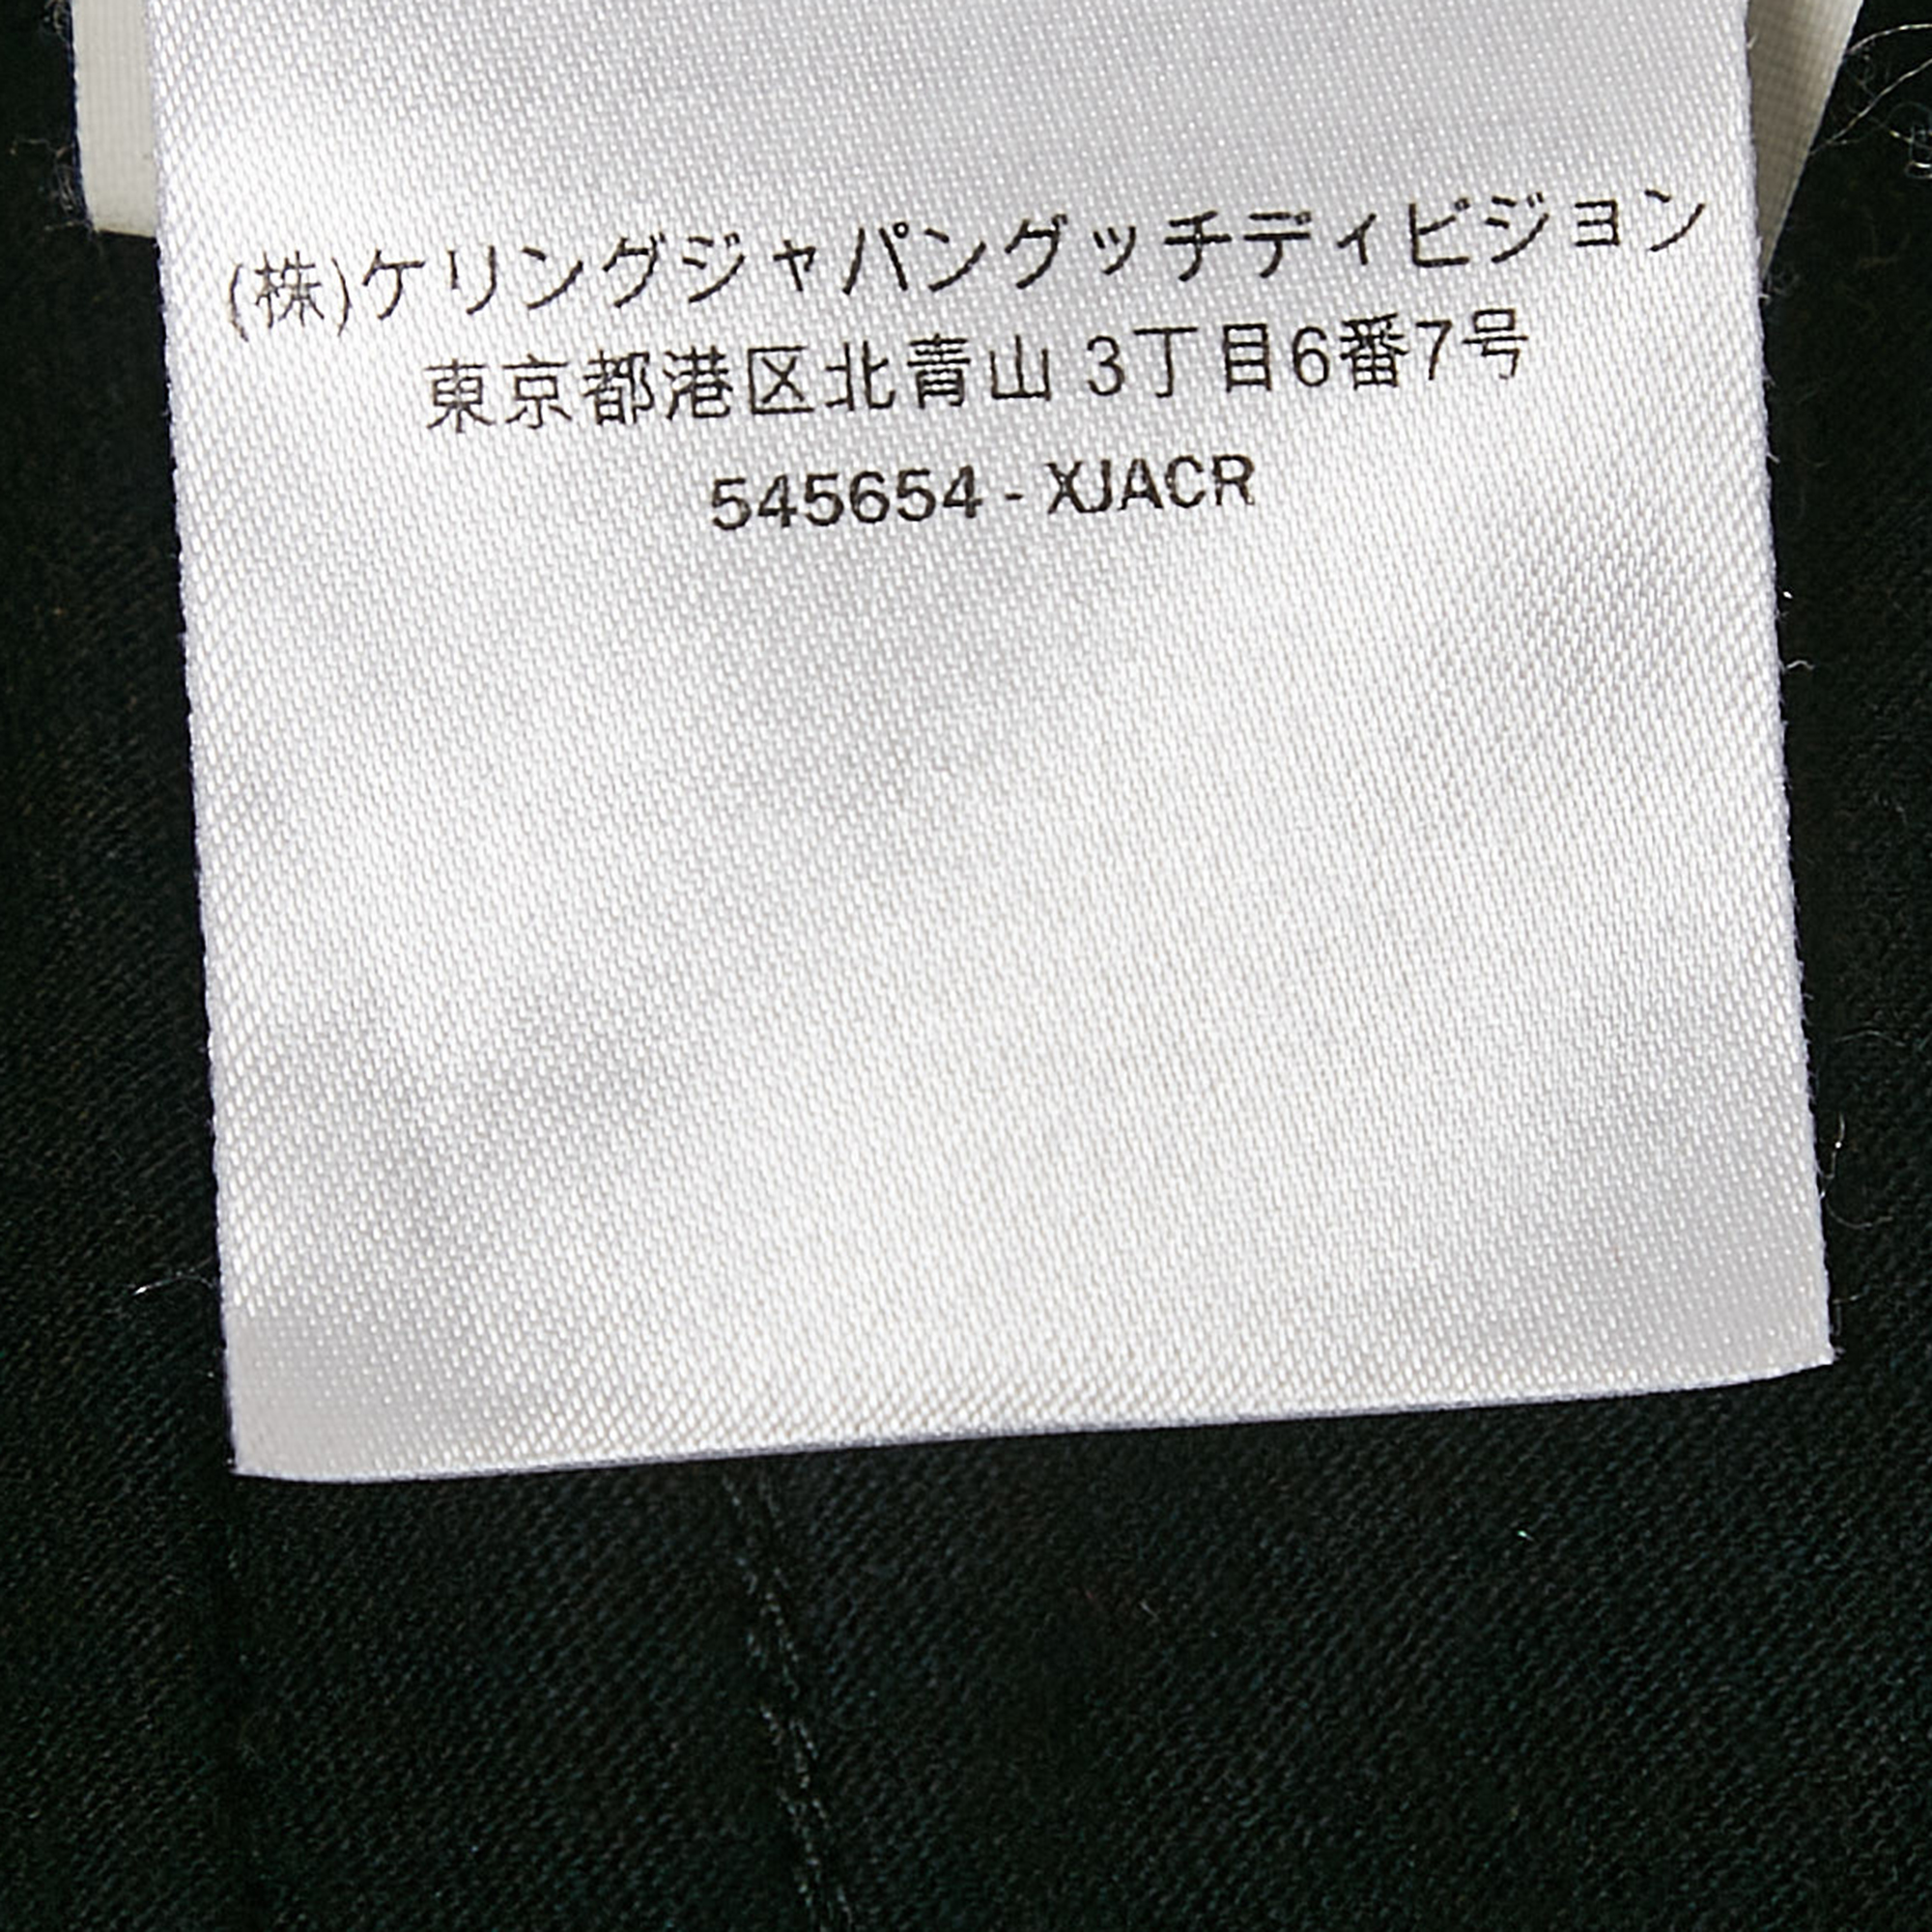 (株)ケリングジャパングッチディビジョン
東京都港区北青山 3丁目6番7号
545654 - XJACR